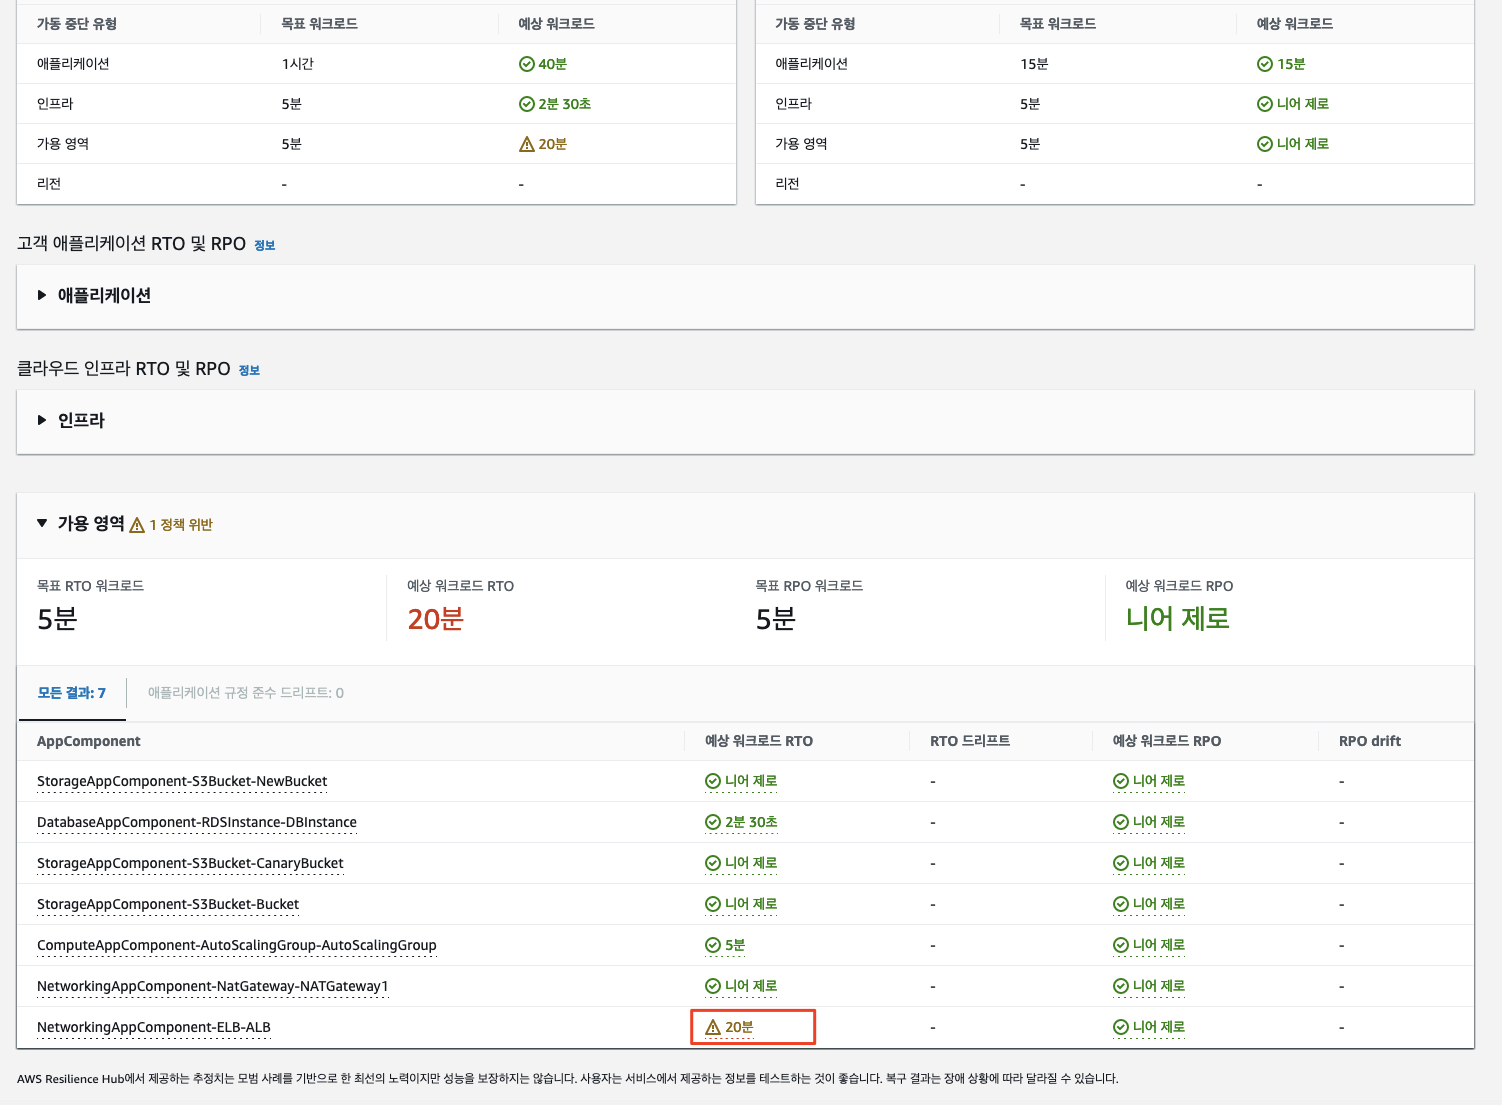 가동 중단 유형 목표 워크로드 예상 워크로드
애플리케이션 1시간 40분
인프라 5분 2분 30초
가용 영역 5분 20분
리전 - -
가동 중단 유형 목표 워크로드 예상 워크로드
애플리케이션 15분 15분
인프라 5분 니어 제로
가용 영역 5분 니어 제로
리전 - -
고객 애플리케이션 RTO 및 RPO 정보
애플리케이션
클라우드 인프라 RTO 및 RPO 정보
인프라
가용 영역 1 정책 위반
목표 RTO 워크로드 예상 워크로드 RTO 목표 RPO 워크로드 예상 워크로드 RPO
5분 20분 5분 니어 제로
모든 결과: 7 애플리케이션 규정 준수 드리프트: 0
AppComponent 예상 워크로드 RTO RTO 드리프트 예상 워크로드 RPO RPO drift
StorageAppComponent-S3Bucket-NewBucket 니어 제로 - 니어 제로 -
DatabaseAppComponent-RDSInstance-DBInstance 2분 30초 - 니어 제로 -
StorageAppComponent-S3Bucket-CanaryBucket 니어 제로 - 니어 제로 -
StorageAppComponent-S3Bucket-Bucket 니어 제로 - 니어 제로 -
ComputeAppComponent-AutoScalingGroup-AutoScalingGroup 5분 - 니어 제로 -
NetworkingAppComponent-NatGateway-NATGateway1 니어 제로 - 니어 제로 -
NetworkingAppComponent-ELB-ALB 20분 - 니어 제로 -
AWS Resilience Hub에서 제공하는 추정치는 모범 사례를 기반으로 한 최선의 노력이지만 성능을 보장하지는 않습니다. 사용자는 서비스에서 제공하는 정보를 테스트하는 것이 좋습니다. 복구 결과는 장애 상황에 따라 달라질 수 있습니다.